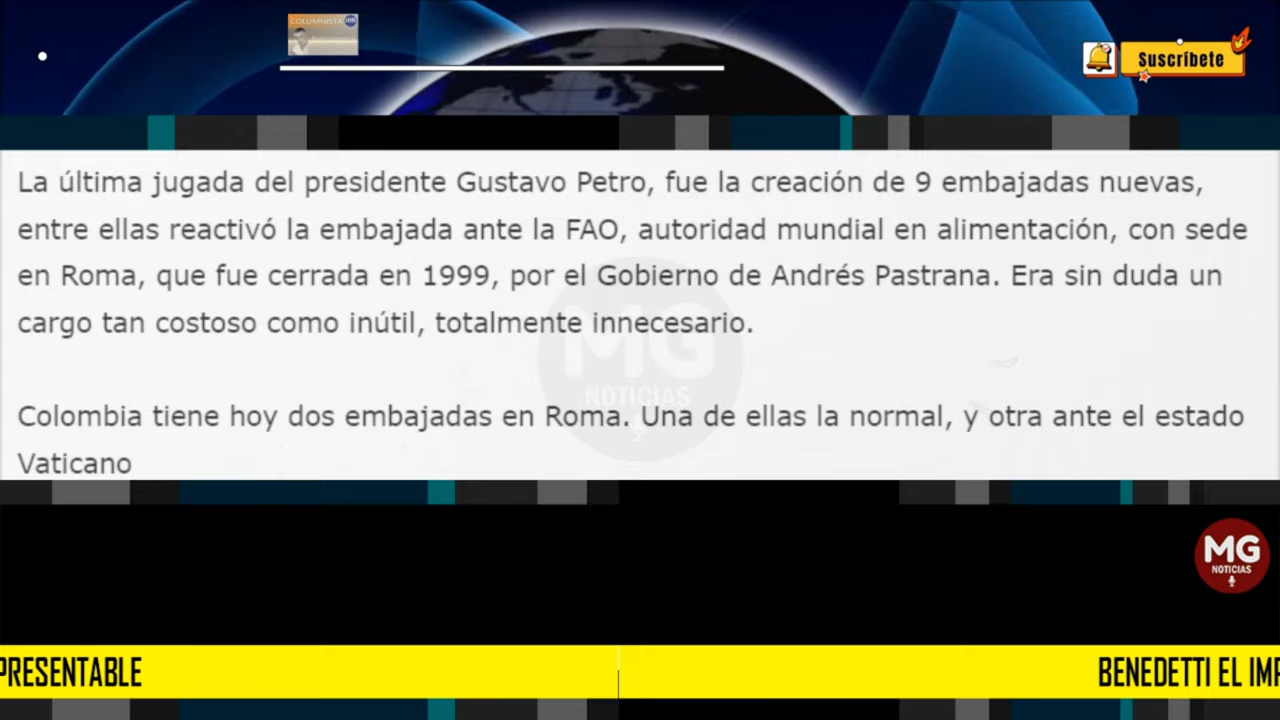 COLUMNISTA
Suscríbete
La última jugada del presidente Gustavo Petro, fue la creación de 9 embajadas nuevas,
entre ellas reactivó la embajada ante la FAO, autoridad mundial en alimentación, con sede
en Roma, que fue cerrada en 1999, por el Gobierno de Andrés Pastrana. Era sin duda un
cargo tan costoso como inútil, totalmente innecesario.
MG
NOTICIAS
Colombia tiene hoy dos embajadas en Roma. Una de ellas la normal, y otra ante el estado
Vaticano
MG
NOTICIAS
PRESENTABLE
BENEDETTI EL IMP